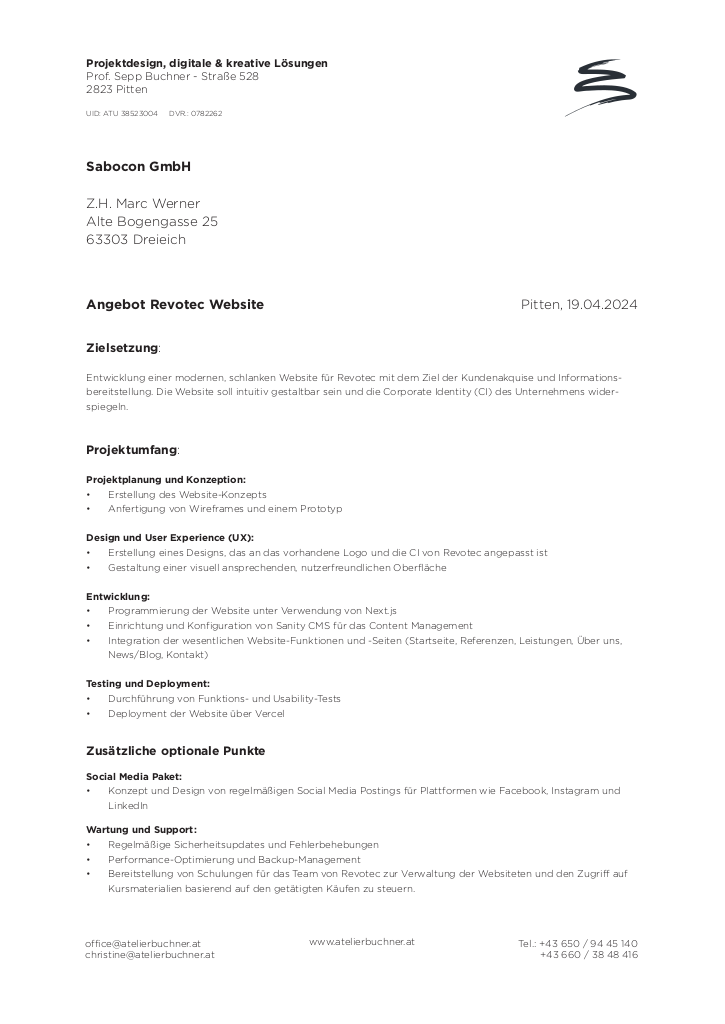 Projektdesign, digitale & kreative Lösungen
Prof. Sepp Buchner - Straße 528
2823 Pitten
UID: ATU 38523004 DVR.: 0782262
Sabocon GmbH
Z.H. Marc Werner
Alte Bogengasse 25
63303 Dreieich
Angebot Revotec Website Pitten, 19.04.2024
Zielsetzung:
Entwicklung einer modernen, schlanken Website für Revotec mit dem Ziel der Kundenakquise und Informations-
bereitstellung. Die Website soll intuitiv gestaltbar sein und die Corporate Identity (CI) des Unternehmens wider-
spiegeln.
Projektumfang:
Projektplanung und Konzeption:
• Erstellung des Website-Konzepts
• Anfertigung von Wireframes und einem Prototyp
Design und User Experience (UX):
• Erstellung eines Designs, das an das vorhandene Logo und die CI von Revotec angepasst ist
• Gestaltung einer visuell ansprechenden, nutzerfreundlichen Oberfläche
Entwicklung:
• Programmierung der Website unter Verwendung von Next.js
• Einrichtung und Konfiguration von Sanity CMS für das Content Management
• Integration der wesentlichen Website-Funktionen und -Seiten (Startseite, Referenzen, Leistungen, Über uns,
News/Blog, Kontakt)
Testing und Deployment:
• Durchführung von Funktions- und Usability-Tests
• Deployment der Website über Vercel
Zusätzliche optionale Punkte
Social Media Paket:
• Konzept und Design von regelmäßigen Social Media Postings für Plattformen wie Facebook, Instagram und
LinkedIn
Wartung und Support:
• Regelmäßige Sicherheitsupdates und Fehlerbehebungen
• Performance-Optimierung und Backup-Management
• Bereitstellung von Schulungen für das Team von Revotec zur Verwaltung der Websiteten und den Zugriff auf
Kursmaterialien basierend auf den getätigten Käufen zu steuern.
office@atelierbuchner.at www.atelierbuchner.at Tel.: +43 650 / 94 45 140
christine@atelierbuchner.at +43 660 / 38 48 416